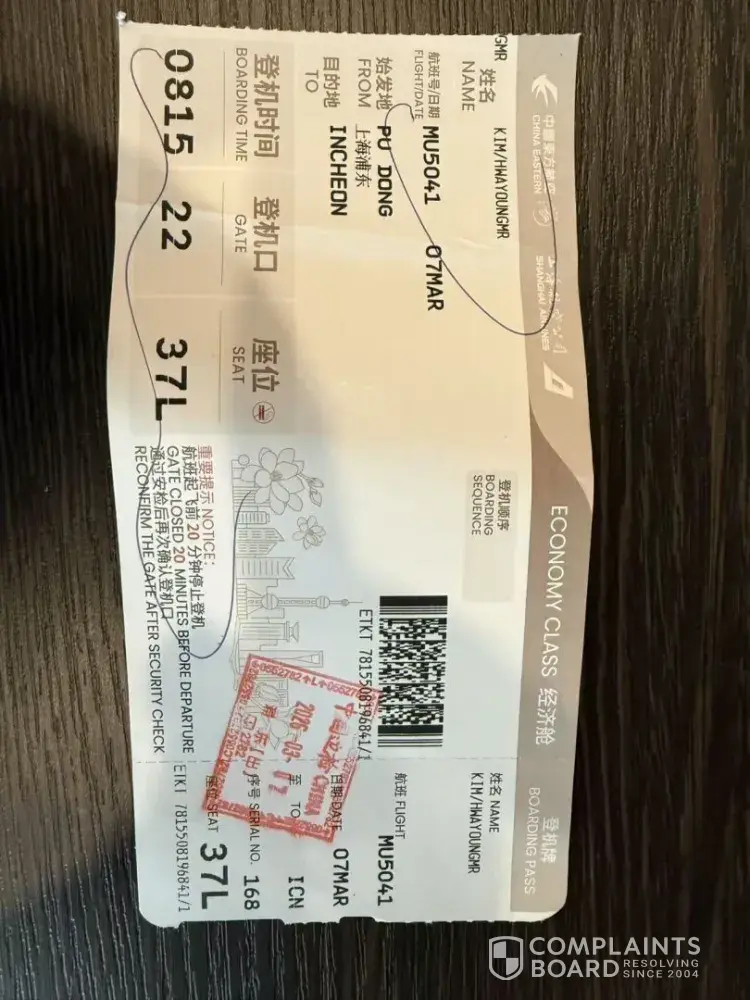 中國東方航空
CHINA EASTERN
SHANGHAI AIRLINES
ECONOMY CLASS 经济舱
登机牌
BOARDING PASS
GMR
姓名
NAME
KIM/HWAYOUNGMR
航班号/日期
FLIGHT/DATE
MU5041 07MAR
始发地
FROM
PU DONG
上海浦东
目的地
TO
INCHEON
登机时间
BOARDING TIME
0815
登机口
GATE
22
座位
SEAT
37L
登机顺序
BOARDING
SEQUENCE
重要提示 NOTICE:
航班起飞前 20 分钟停止登机
GATE CLOSED 20 MINUTES BEFORE DEPARTURE
通过安检后再次确认登机口
RECONFIRM THE GATE AFTER SECURITY CHECK
ETKT 7815508196841/1
姓名 NAME
KIM/HWAYOUNGMR
航班 FLIGHT
MU5041
日期 DATE
07MAR
至 TO
ICN
序号 SERIAL NO.
168
座位 SEAT
37L
ETKT 7815508196841/1
CHINA
COMPLAINTS
BOARD
RESOLVING
SINCE 2004